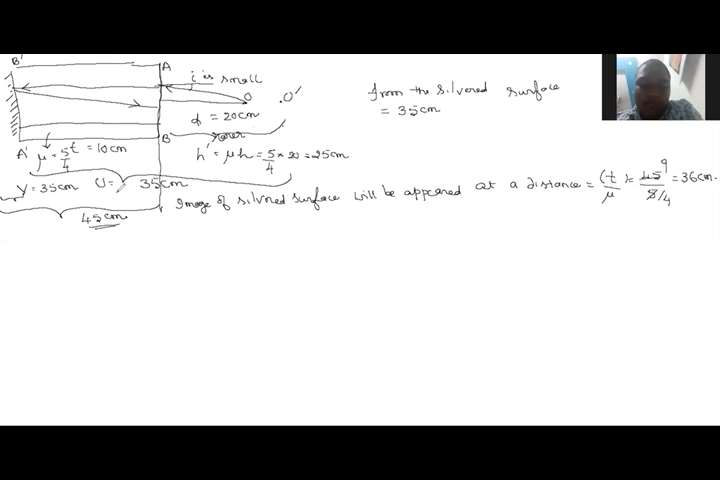 B'
A
i is small
from the silvered surface
= 35cm
O
.O'
d = 20cm
A'
μ = 5/4
t = 10cm
B
h' = μh = 5/4 × 20 = 25cm
V = 35cm
U = 35cm
45cm
Image of silvered surface will be appeared at a distance = (t/μ) = 45/5/4 9 = 36cm.